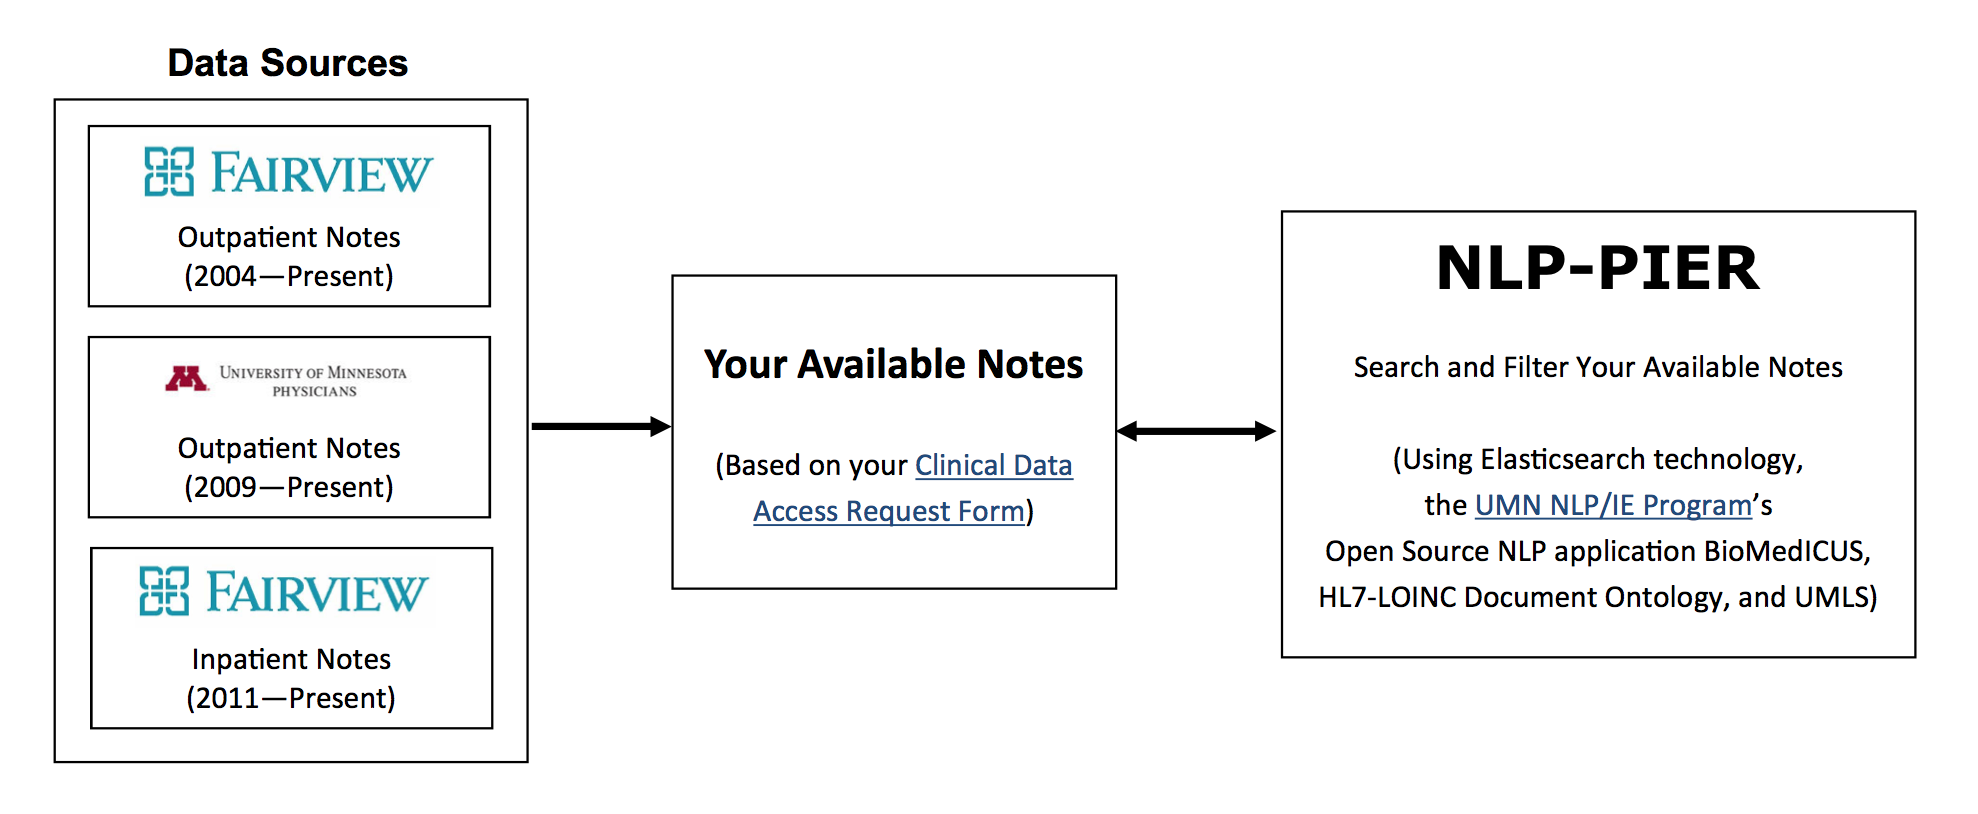 Data Sources
FAIRVIEW
Outpatient Notes
(2004—Present)
M
UNIVERSITY OF MINNESOTA
PHYSICIANS
Outpatient Notes
(2009—Present)
FAIRVIEW
Inpatient Notes
(2011—Present)
Your Available Notes
(Based on your Clinical Data
Access Request Form)
NLP-PIER
Search and Filter Your Available Notes
(Using Elasticsearch technology,
the UMN NLP/IE Program’s
Open Source NLP application BioMedICUS,
HL7-LOINC Document Ontology, and UMLS)